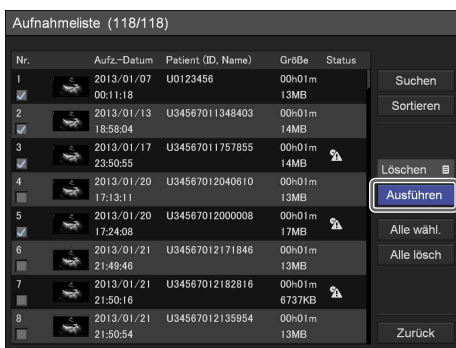 Aufnahmeliste (118/118)
Nr. Aufz.-Datum Patient (ID, Name) Größe Status
1 2013/01/07 U0123456 00h01m
00:11:18 13MB
2 2013/01/13 U34567011348403 00h01m
18:58:04 14MB
3 2013/01/17 U34567011757855 00h01m
23:50:55 14MB
4 2013/01/20 U34567012040610 00h01m
17:13:11 13MB
5 2013/01/20 U34567012000008 00h01m
17:24:08 17MB
6 2013/01/21 U34567012171846 00h01m
21:49:46 13MB
7 2013/01/21 U34567012182816 00h01m
21:50:16 6737KB
8 2013/01/21 U34567012135954 00h01m
21:50:54 13MB
Suchen
Sortieren
Löschen
Ausführen
Alle wähl.
Alle lösch
Zurück